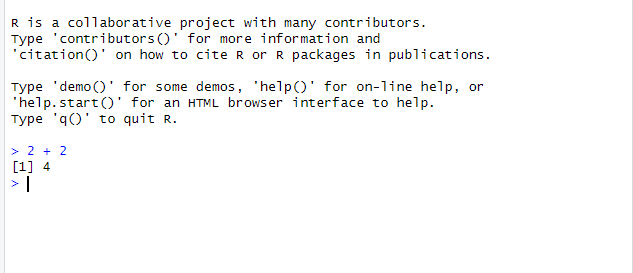 R is a collaborative project with many contributors.
Type 'contributors()' for more information and
'citation()' on how to cite R or R packages in publications.
Type 'demo()' for some demos, 'help()' for on-line help, or
'help.start()' for an HTML browser interface to help.
Type 'q()' to quit R.
> 2 + 2
[1] 4
>